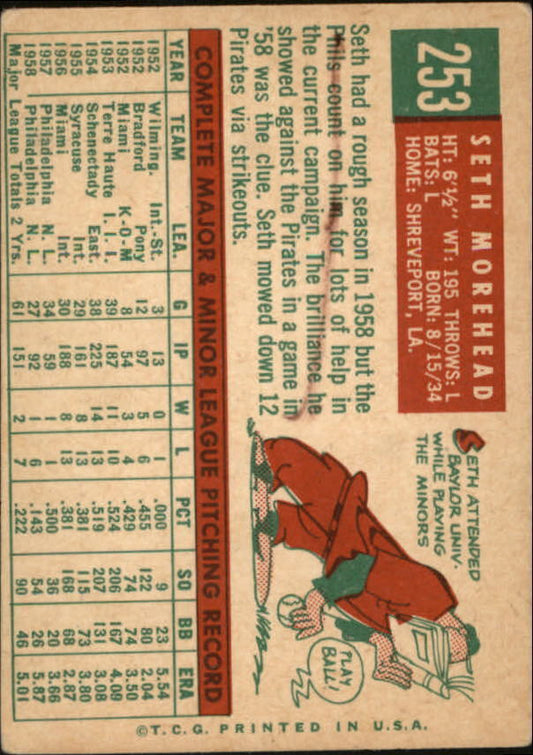 253
SETH MOREHEAD
HT: 6'½" WT: 195 THROWS: L
BATS: L BORN: 8/15/34
HOME: SHREVEPORT, LA.
Seth had a rough season in 1958 but the
Phils count on him for lots of help in
the current campaign. The brilliance he
showed against the Pirates in a game in
'58 was the clue. Seth mowed down 12
Pirates via strikeouts.
SETH ATTENDED
BAYLOR UNIV.
WHILE PLAYING
THE MINORS
PLAY
BALL!
COMPLETE MAJOR & MINOR LEAGUE PITCHING RECORD
YEAR TEAM LEA. G IP W L PCT SO BB ERA
1952 Wilming. Int.-St. 3 13 0 1 .000 9 5 5.54
1952 Bradford Pony 12 97 5 6 .455 122 80 2.04
1952 Miami K-O-M 8 54 3 4 .429 74 74 3.50
1953 Terre Haute I. I. I. 39 187 11 10 .524 206 167 4.09
1954 Schenectady East. 38 225 14 13 .519 207 131 3.08
1955 Syracuse Int. 29 161 8 13 .381 115 73 3.80
1956 Miami Int. 30 188 8 13 .381 168 68 2.87
1957 Philadelphia N. L. 34 59 1 1 .500 36 20 3.66
1958 Philadelphia N. L. 27 92 1 6 .143 54 26 5.87
Major League Totals 2 Yrs. 61 151 2 7 .222 90 46 5.01
©T.C.G. PRINTED IN U.S.A.